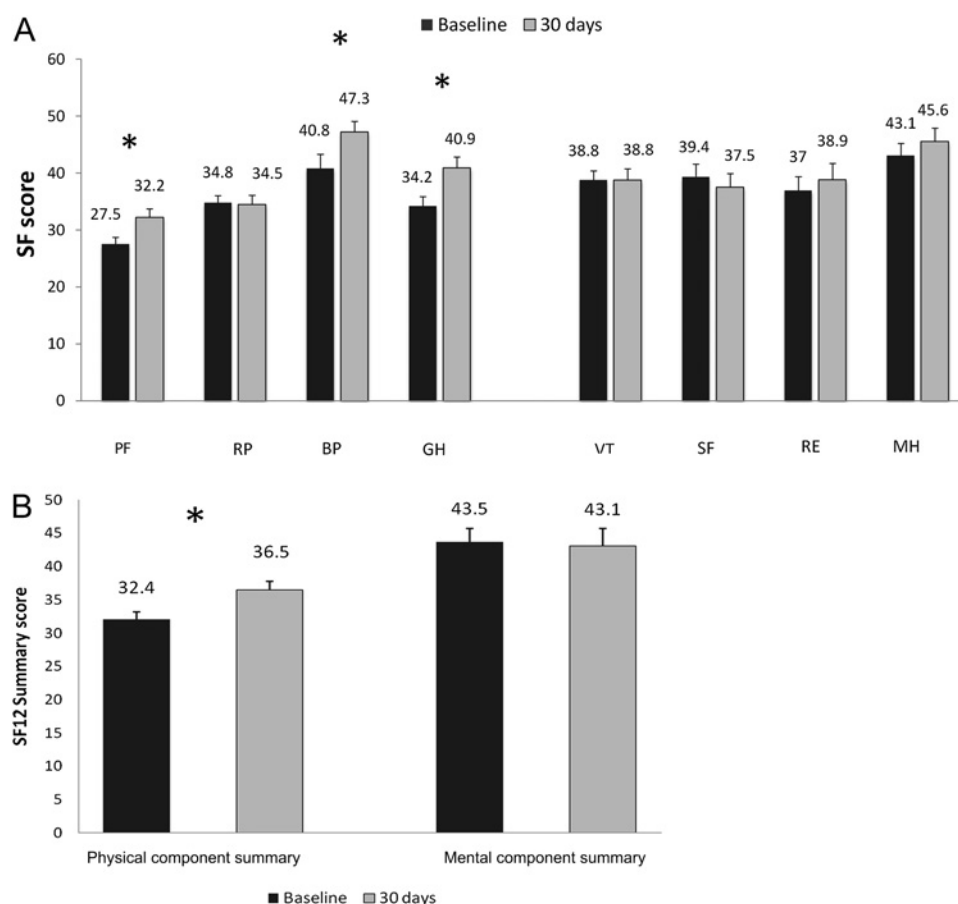 A
Baseline 30 days
*
*
*
SF score
60
50
40
30
20
10
0
27.5 32.2 34.8 34.5 40.8 47.3 34.2 40.9 38.8 38.8 39.4 37.5 37 38.9 43.1 45.6
PF RP BP GH VT SF RE MH
B
*
SF12 Summary score
50
45
40
35
30
25
20
15
10
5
0
32.4 36.5 43.5 43.1
Physical component summary Mental component summary
Baseline 30 days